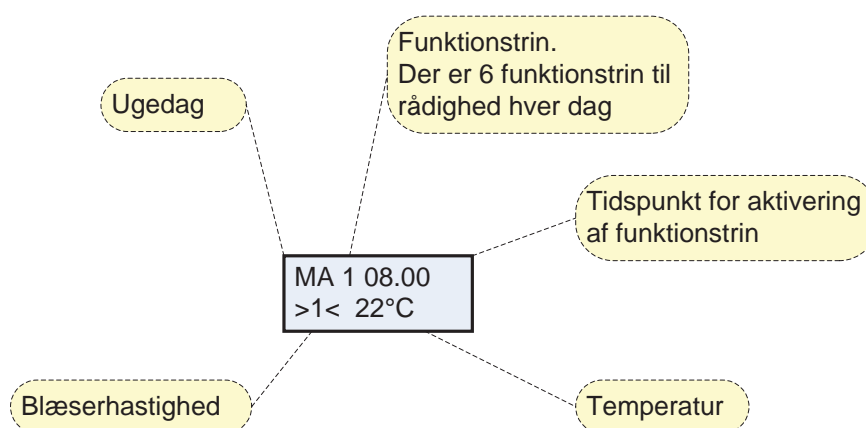 Funktionstrin.
Der er 6 funktionstrin til
rådighed hver dag
Ugedag
Tidspunkt for aktivering
af funktionstrin
MA 1 08.00
>1< 22°C
Blæserhastighed
Temperatur